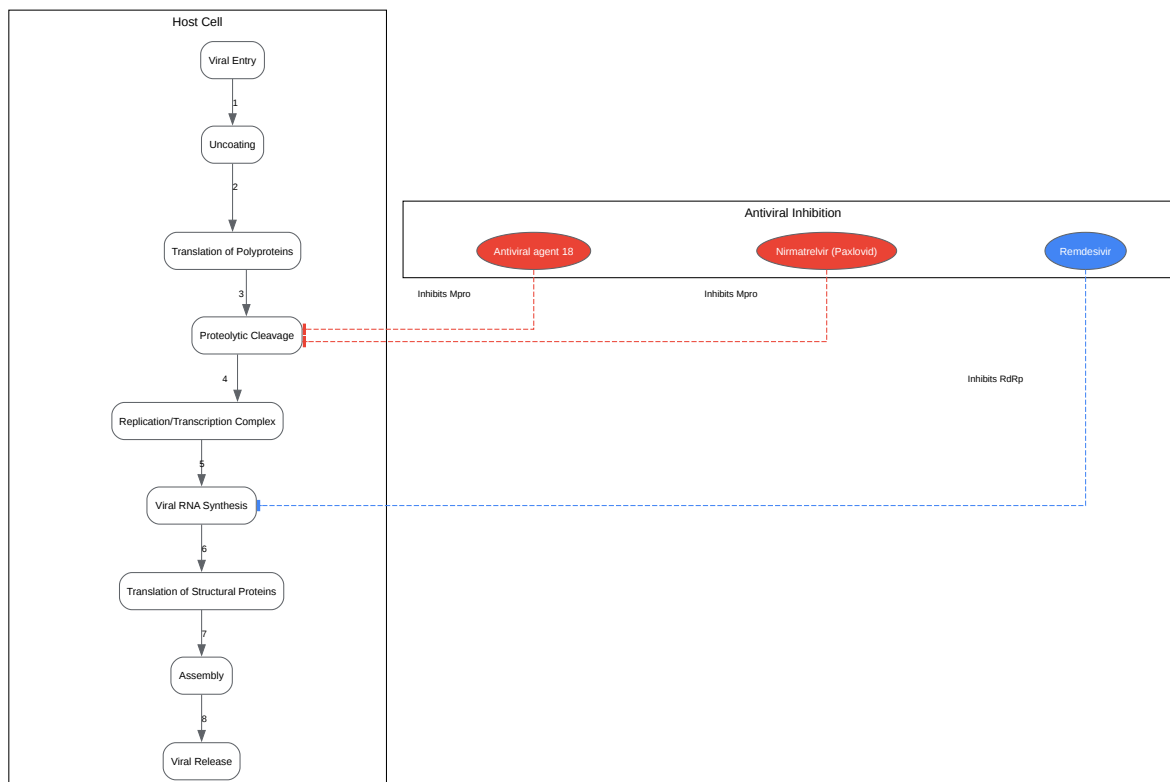 Host Cell
Viral Entry
1
Uncoating
2
Translation of Polyproteins
3
Proteolytic Cleavage
4
Replication/Transcription Complex
5
Viral RNA Synthesis
6
Translation of Structural Proteins
7
Assembly
8
Viral Release
Antiviral Inhibition
Antiviral agent 18
Nirmatrelvir (Paxlovid)
Remdesivir
Inhibits Mpro
Inhibits Mpro
Inhibits RdRp